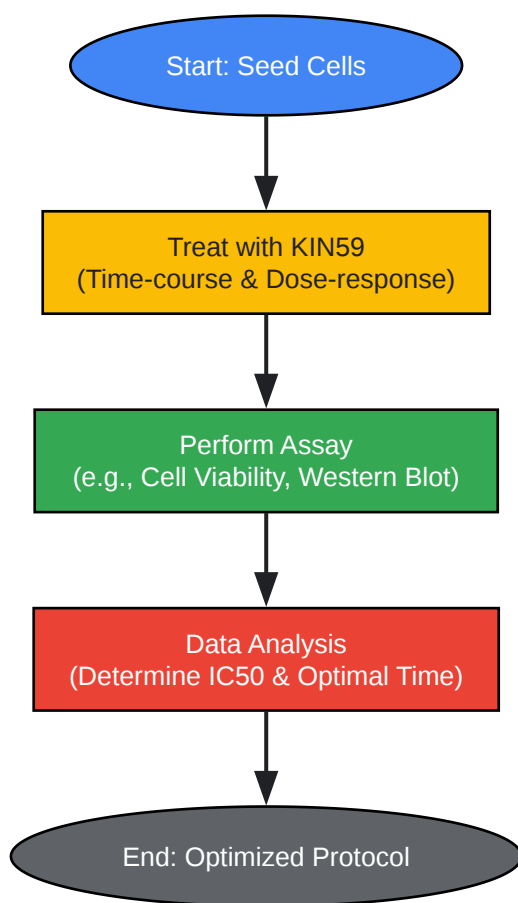 Start: Seed Cells
Treat with KIN59
(Time-course & Dose-response)
Perform Assay
(e.g., Cell Viability, Western Blot)
Data Analysis
(Determine IC50 & Optimal Time)
End: Optimized Protocol